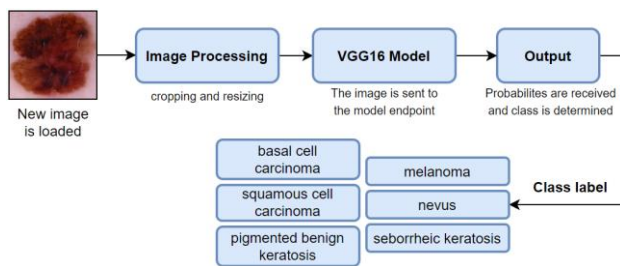 New image
is loaded
Image Processing
cropping and resizing
VGG16 Model
The image is sent to
the model endpoint
Output
Probabilites are received
and class is determined
Class label
basal cell
carcinoma
squamous cell
carcinoma
pigmented benign
keratosis
melanoma
nevus
seborrheic keratosis